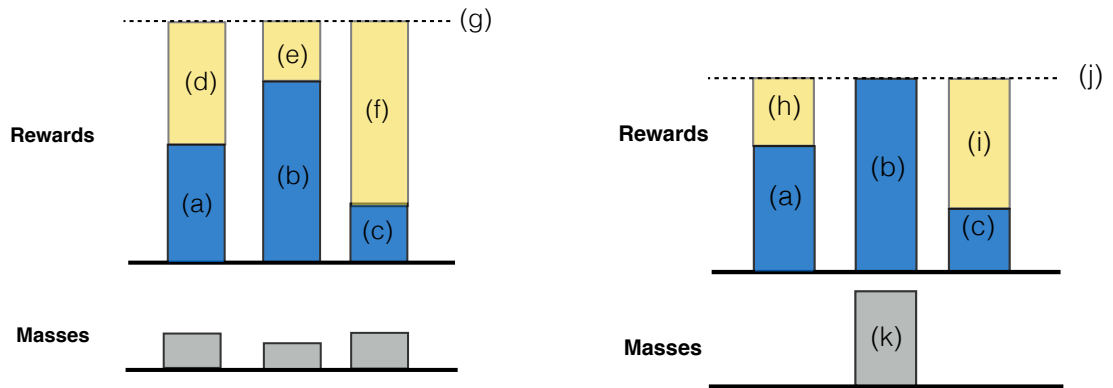 (g)
(d)
(e)
(f)
Rewards
(a)
(b)
(c)
Masses
(j)
(h)
(i)
Rewards
(a)
(b)
(c)
Masses
(k)